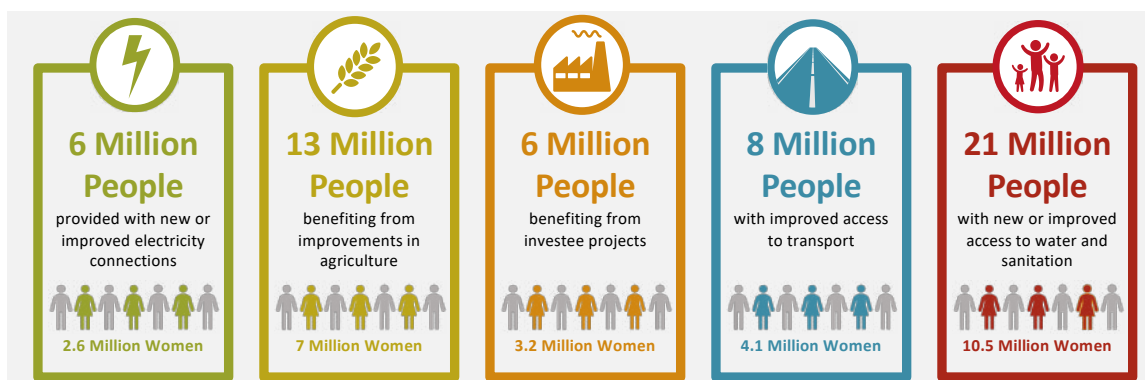 6 Million
People
provided with new or
improved electricity
connections
2.6 Million Women
13 Million
People
benefiting from
improvements in
agriculture
7 Million Women
6 Million
People
benefiting from
investee projects
3.2 Million Women
8 Million
People
with improved access
to transport
4.1 Million Women
21 Million
People
with new or improved
access to water and
sanitation
10.5 Million Women